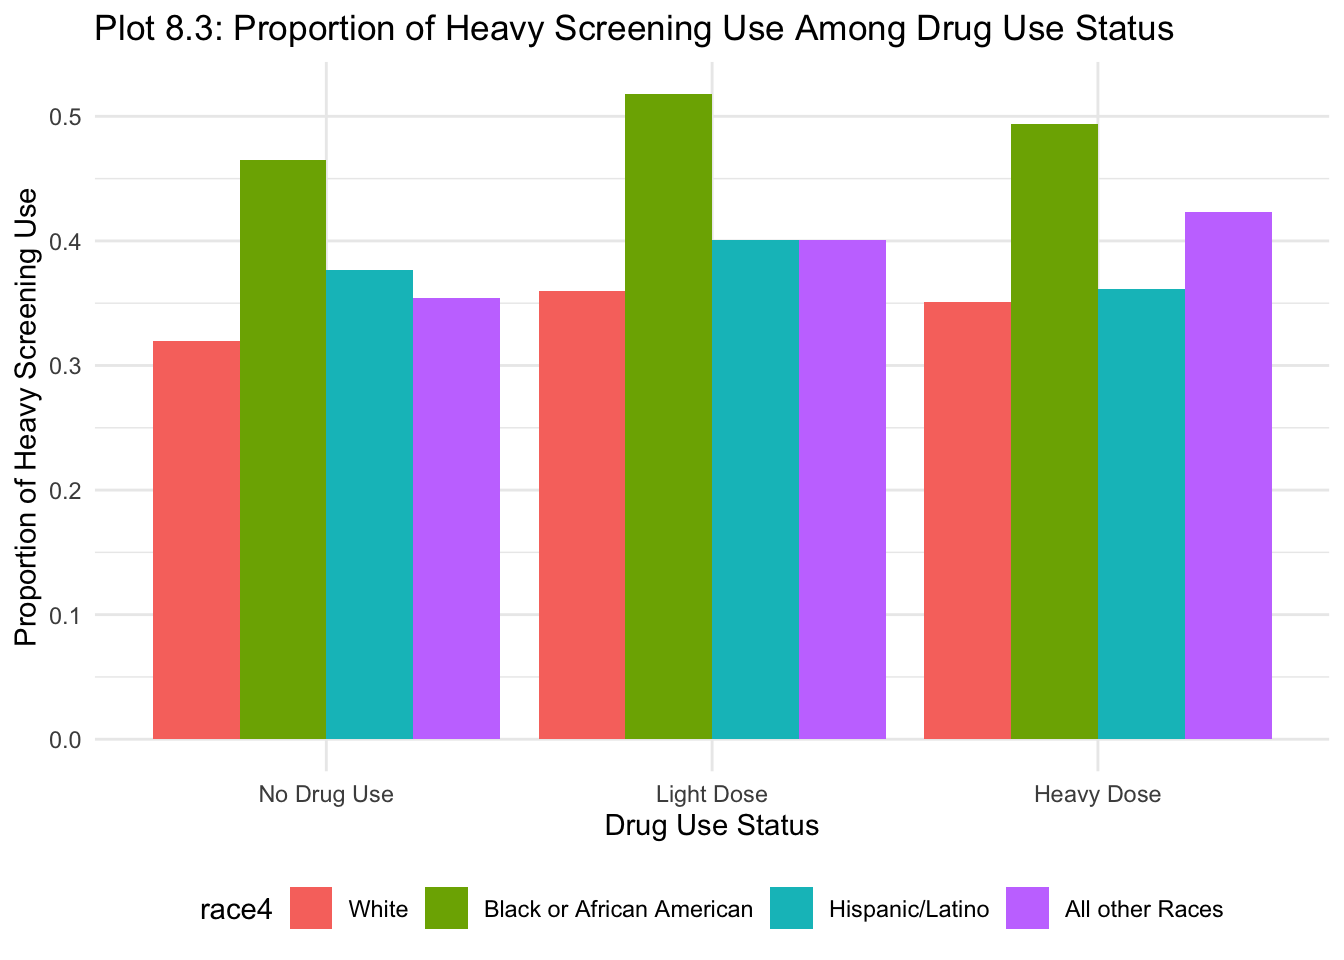 Plot 8.3: Proportion of Heavy Screening Use Among Drug Use Status
Proportion of Heavy Screening Use
0.5
0.4
0.3
0.2
0.1
0.0
No Drug Use
Light Dose
Heavy Dose
Drug Use Status
race4
White
Black or African American
Hispanic/Latino
All other Races